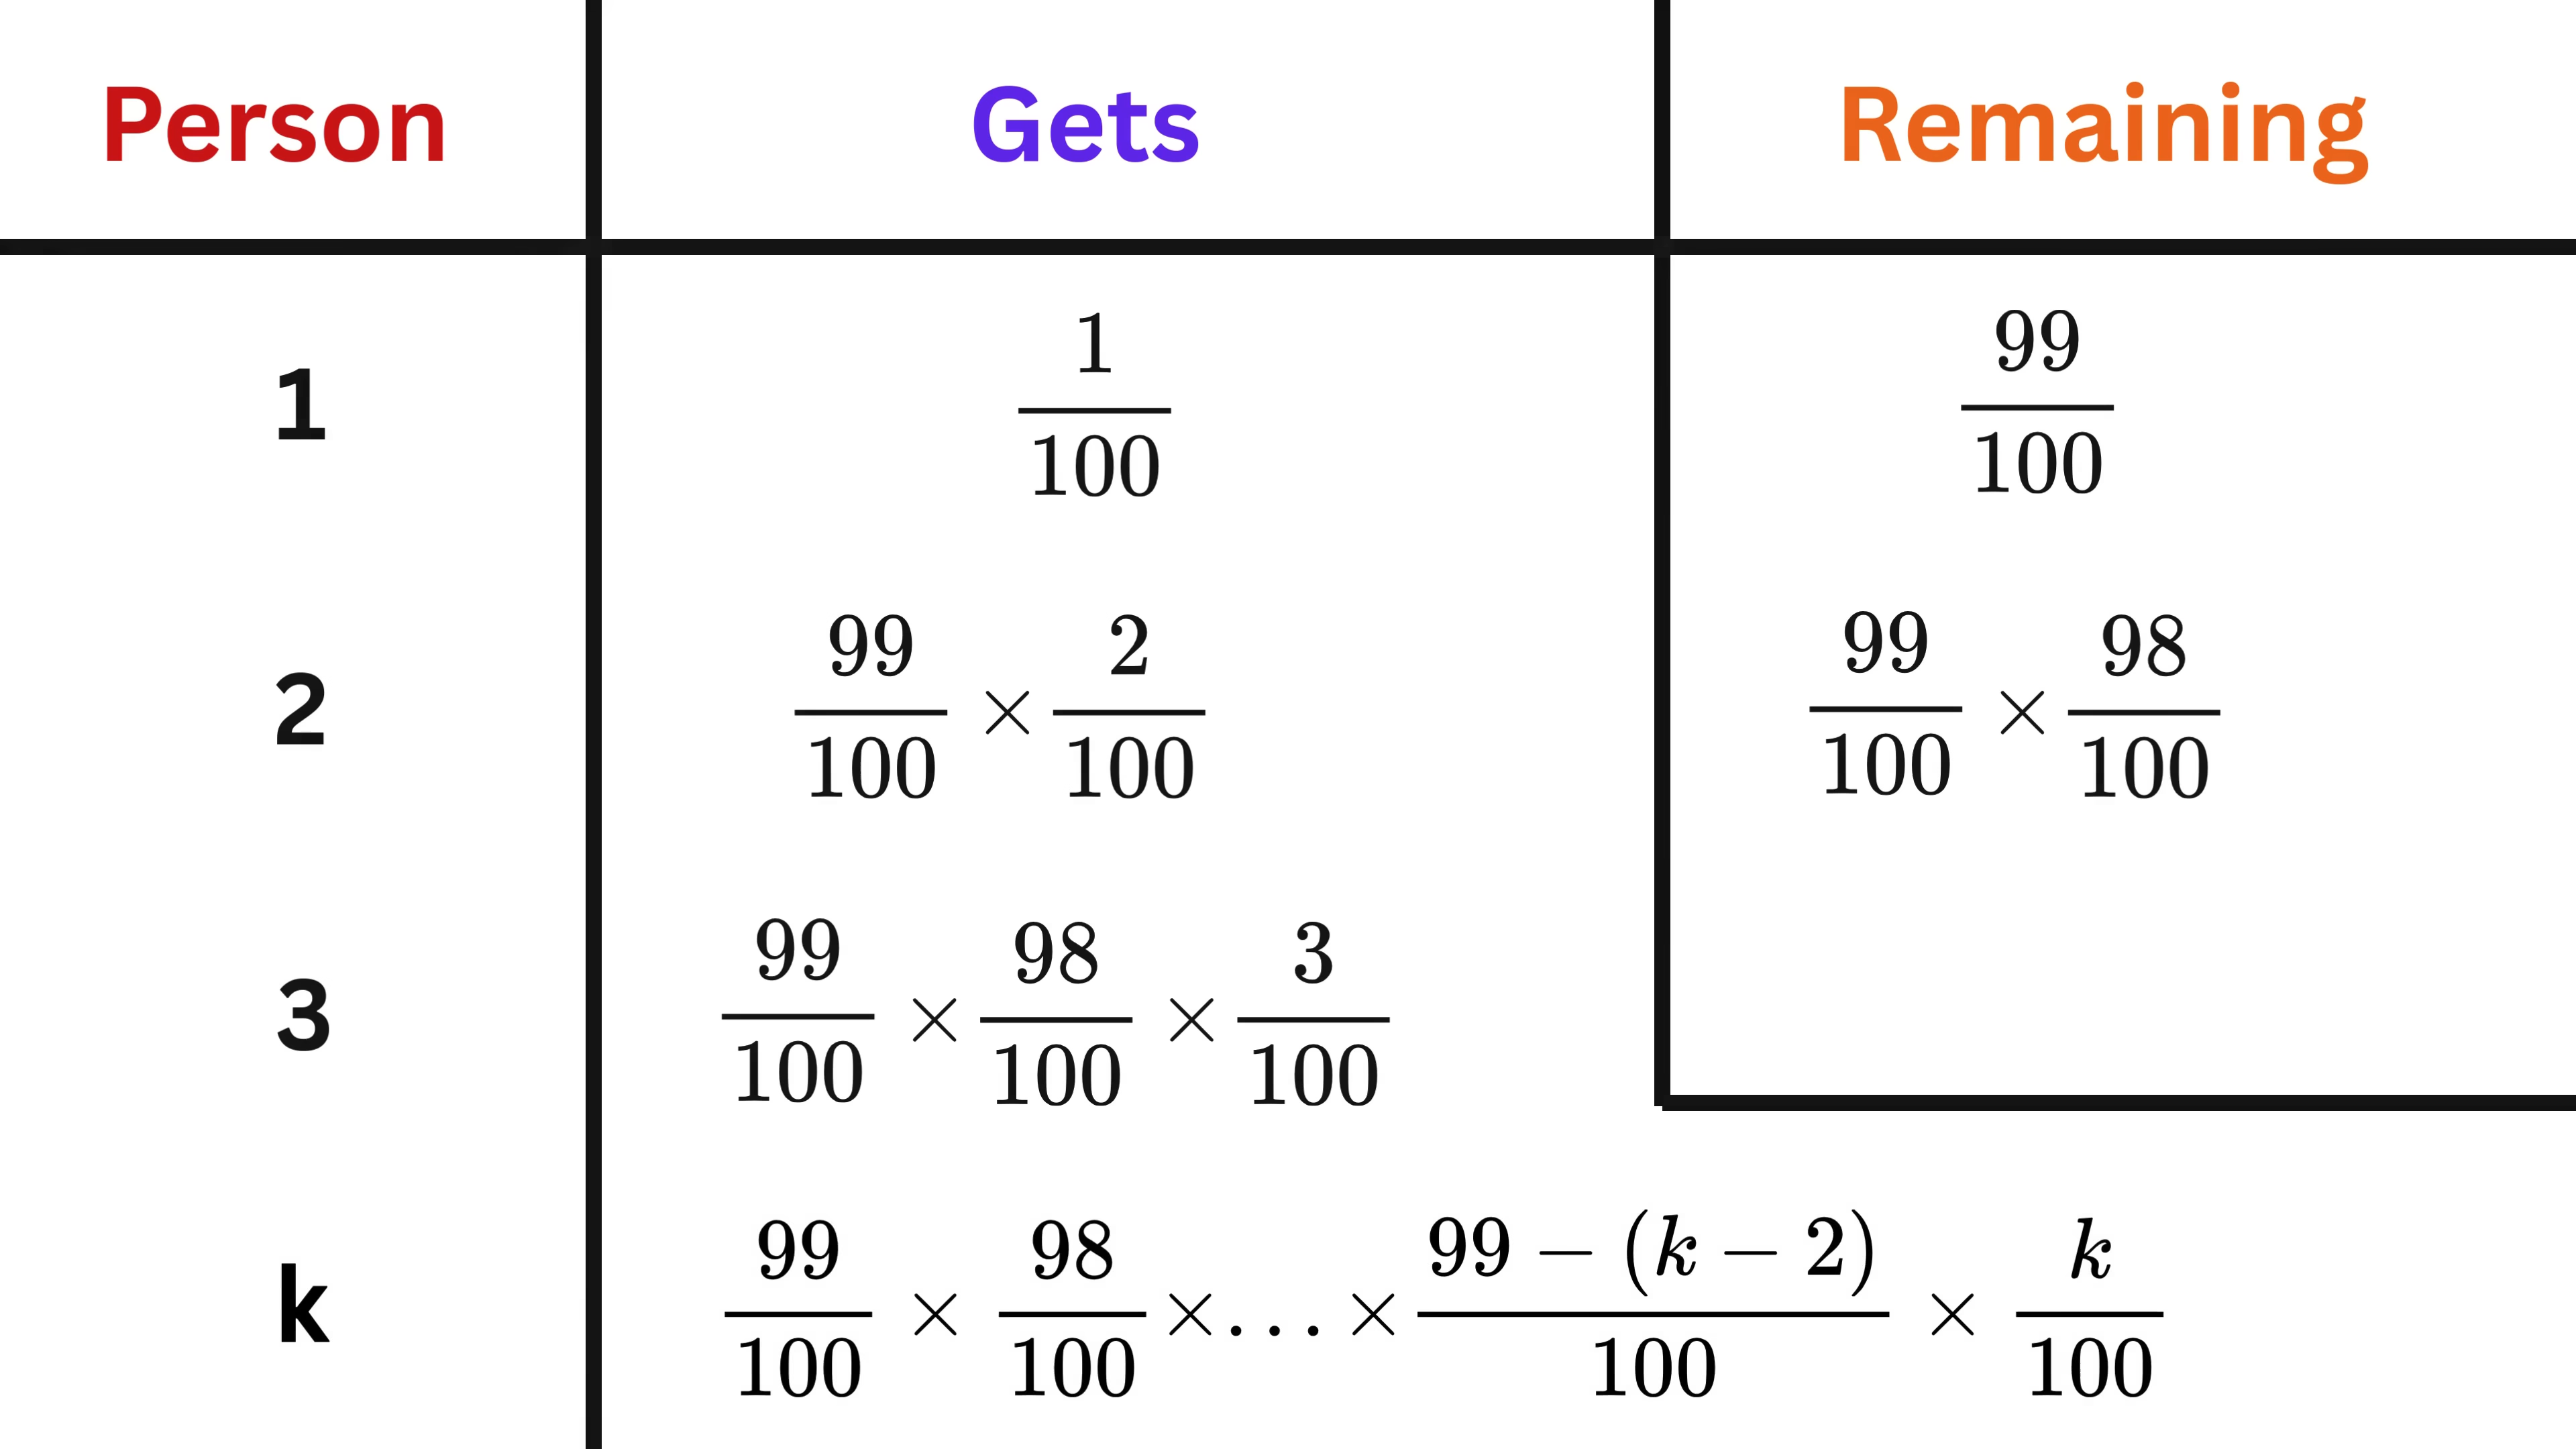 Person Gets Remaining
1 1/100 99/100
2 99/100 × 2/100 99/100 × 98/100
3 99/100 × 98/100 × 3/100
k 99/100 × 98/100 ×...× 99 − (k − 2)/100 × k/100